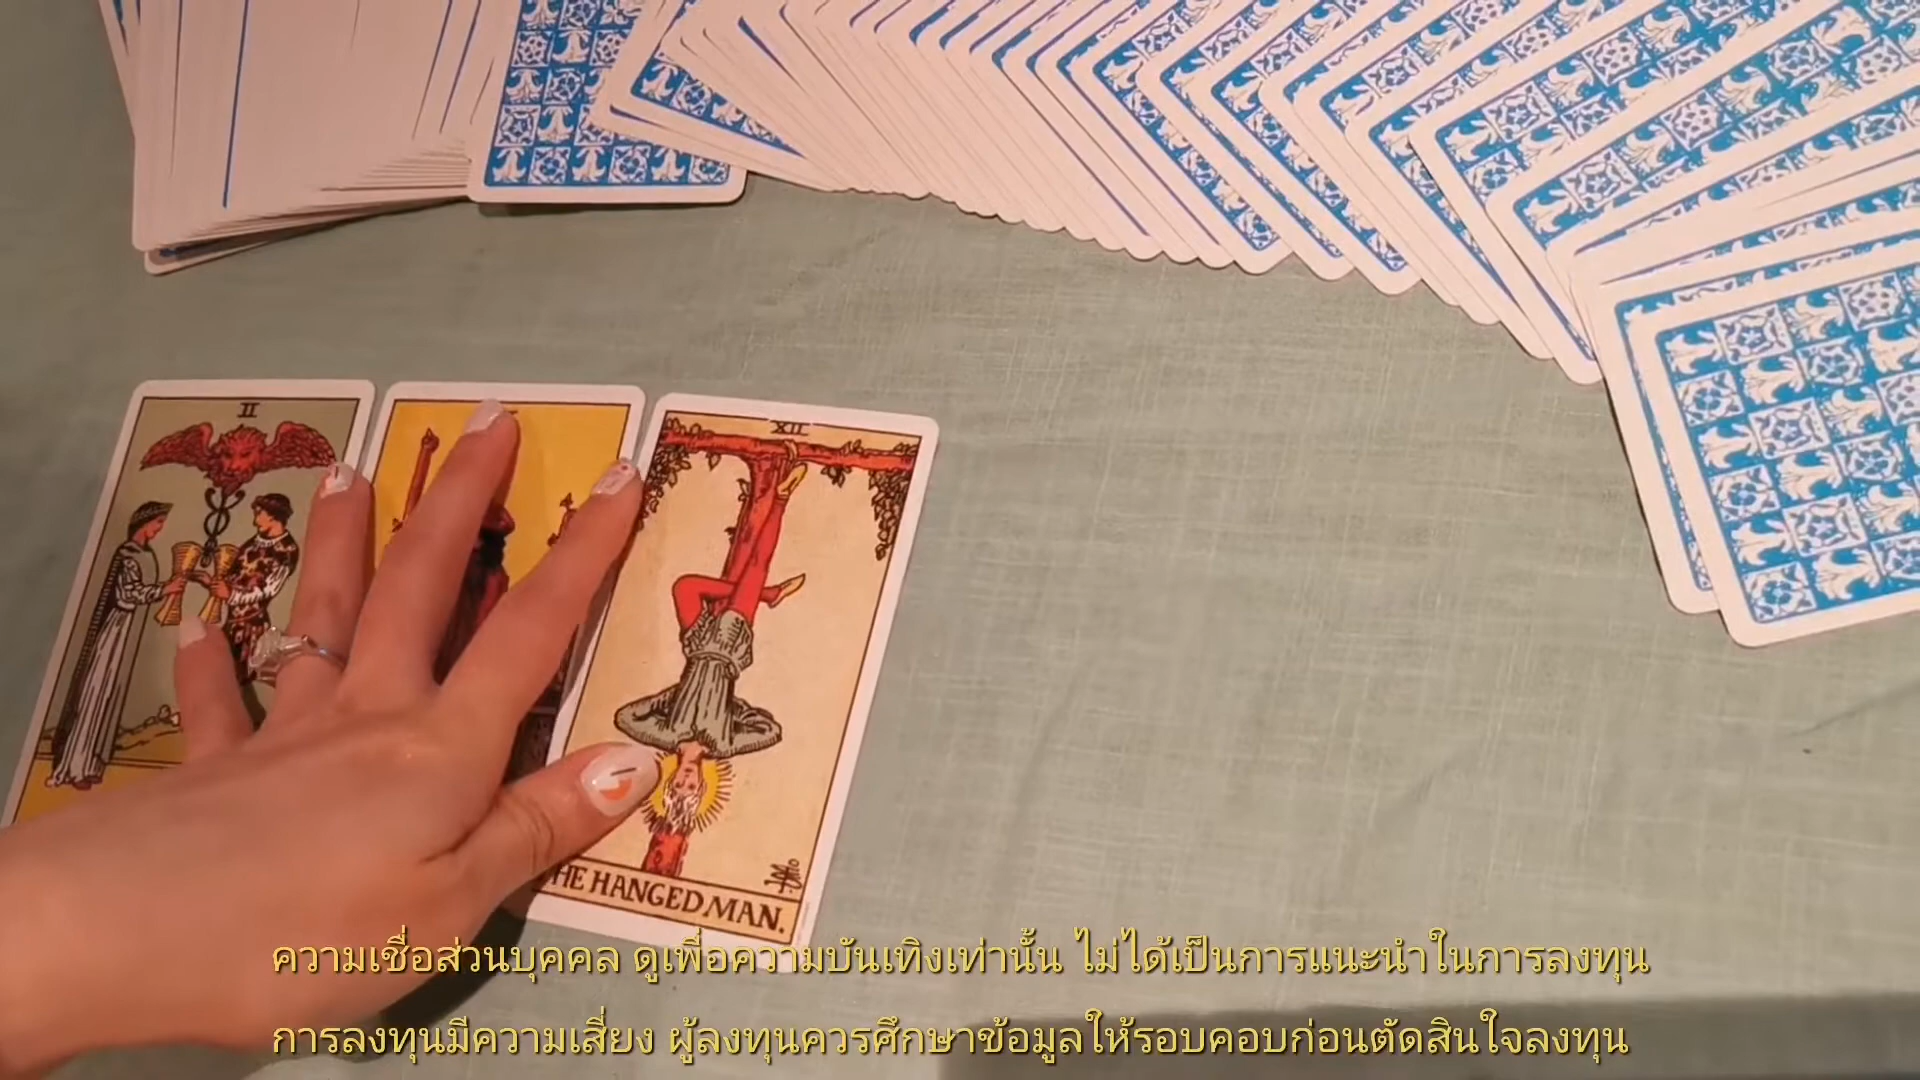 II
XII
HE HANGED MAN.
ความเชื่อส่วนบุคคล ดูเพื่อความบันเทิงเท่านั้น ไม่ได้เป็นการแนะนำในการลงทุน
การลงทุนมีความเสี่ยง ผู้ลงทุนควรศึกษาข้อมูลให้รอบคอบก่อนตัดสินใจลงทุน